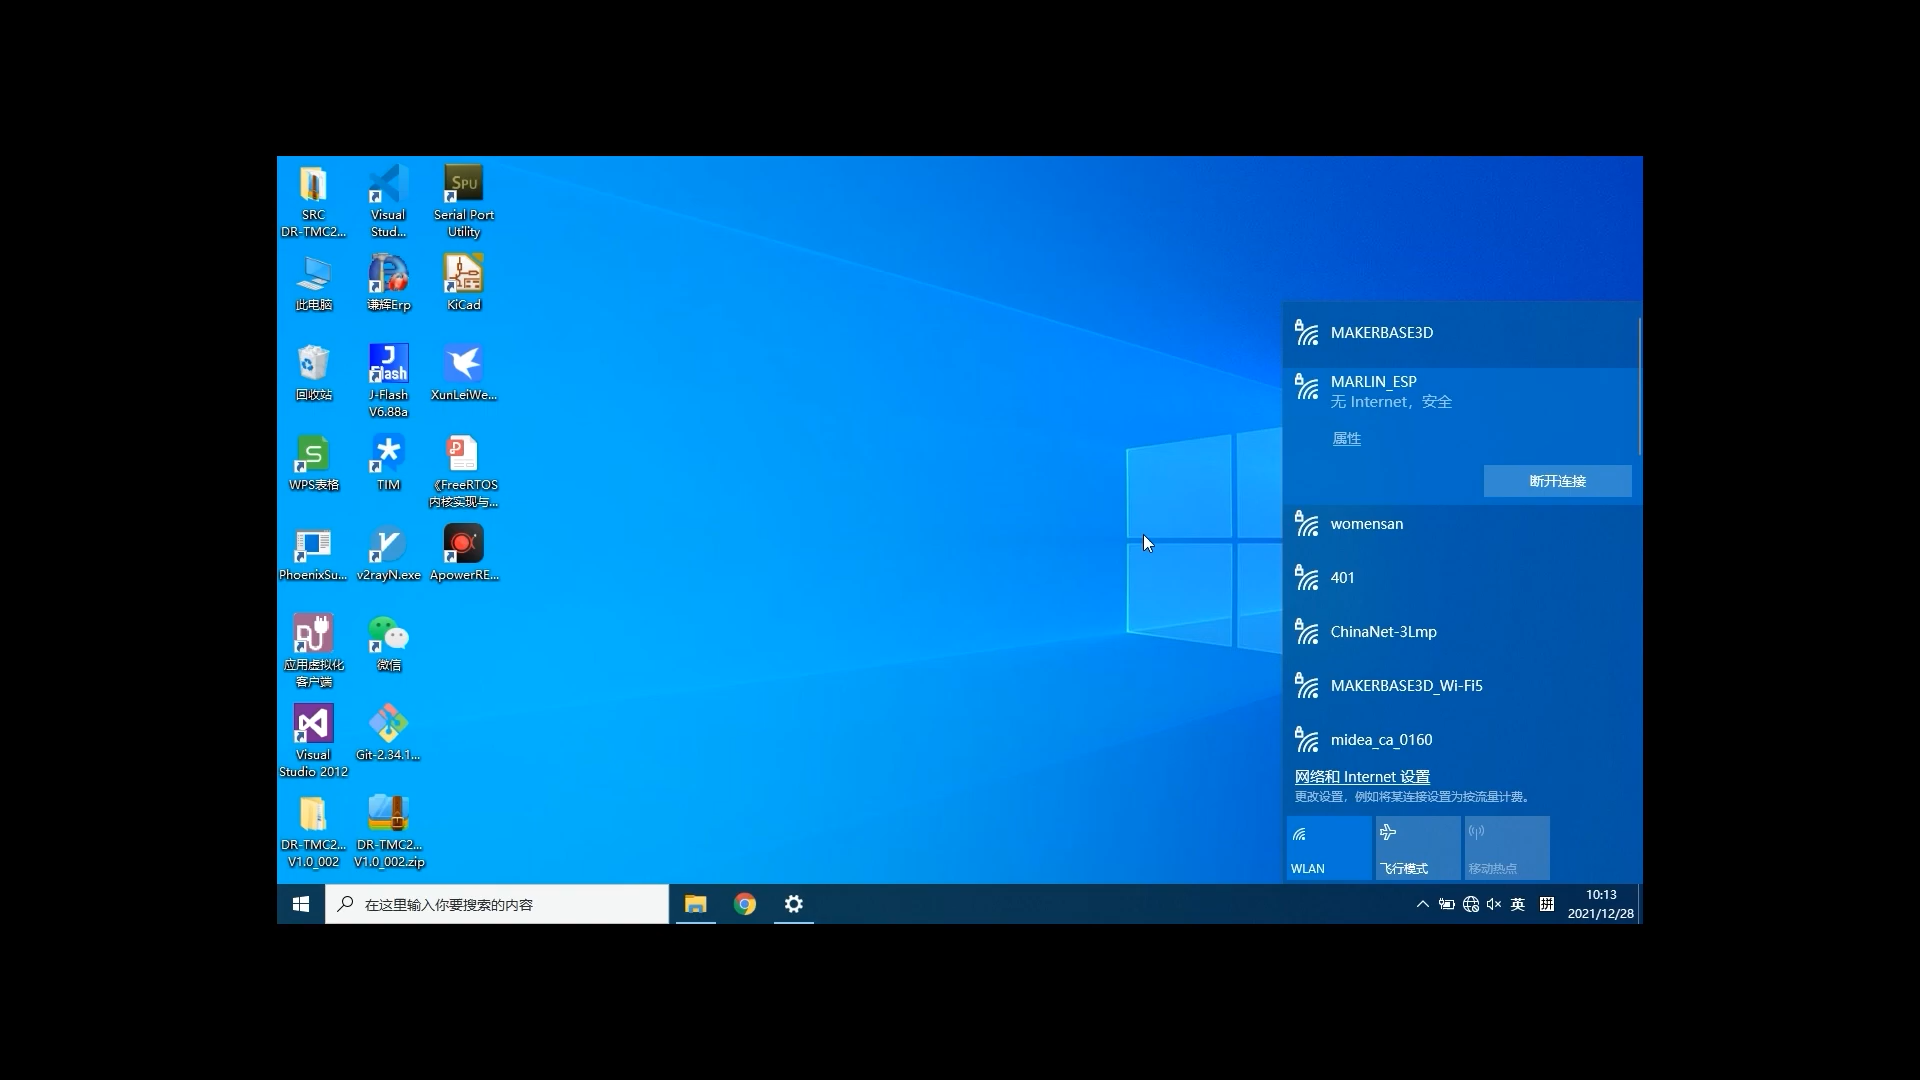 SRC
DR-TMC2...
Visual
Stud...
SPU
Serial Port
Utility
此电脑
谦辉Erp
KiCad
回收站
J
Flash
J-Flash
V6.88a
XunLeiWe...
S
WPS表格
TIM
P
《FreeRTOS
内核实现与...
PhoenixSu...
v2rayN.exe
ApowerRE...
应用虚拟化
客户端
微信
Visual
Studio 2012
Git-2.34.1...
DR-TMC2...
V1.0_002
DR-TMC2...
V1.0_002.zip
MAKERBASE3D
MARLIN_ESP
无 Internet，安全
属性
断开连接
womensan
401
ChinaNet-3Lmp
MAKERBASE3D_Wi-Fi5
midea_ca_0160
网络和 Internet 设置
更改设置，例如将某连接设置为按流量计费。
WLAN
飞行模式
移动热点
在这里输入你要搜索的内容
英
拼
10:13
2021/12/28